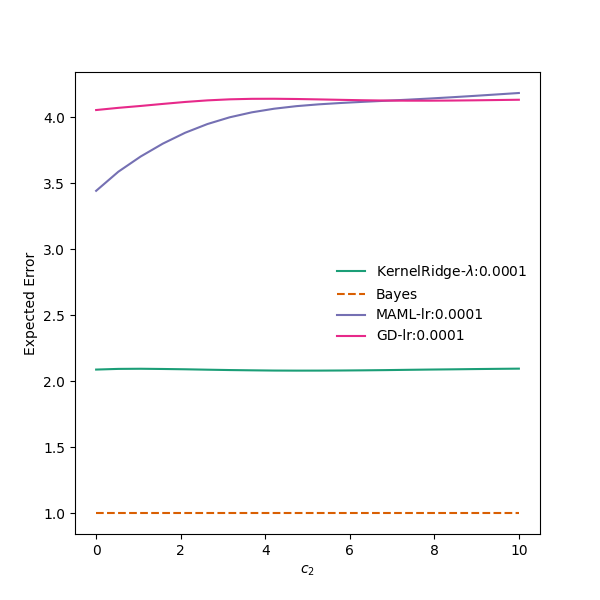 4.0
3.5
3.0
2.5
2.0
1.5
1.0
Expected Error
KernelRidge-λ:0.0001
Bayes
MAML-lr:0.0001
GD-lr:0.0001
0 2 4 6 8 10
c₂